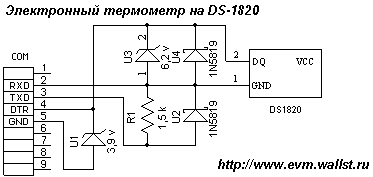 Электронный термометр на DS-1820
COM
1
RXD 2
TXD 3
DTR 4
GND 5
6
7
8
9
U1
3,9 v
R1
1,5 k
U3
6,2 v
2
1
U4
1N5819
U2
1N5819
2 DQ VCC
1 GND
DS1820
http://www.evm.wallst.ru